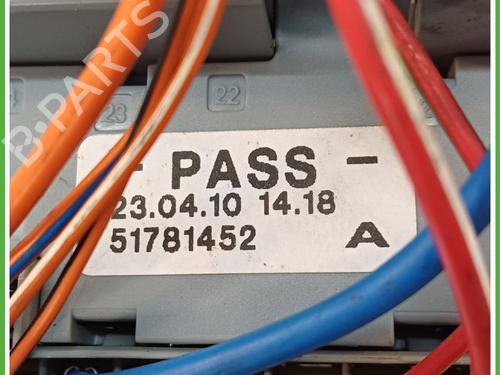 B-PARTS
23
22
- PASS -
23.04.10 14.18
51781452 A